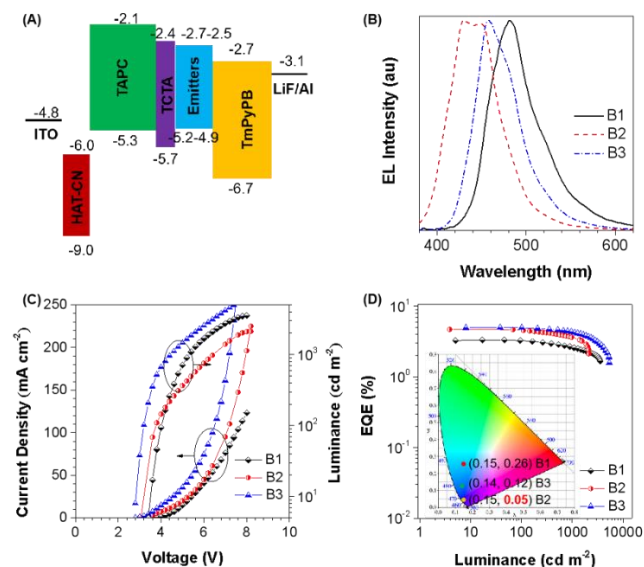 (A)
-2.1
-2.4
-2.7 -2.5
-2.7
-3.1
LiF/Al
TAPC
TCTA
Emitters
TmPyPB
-4.8
ITO
-5.3
-5.2 -4.9
-5.7
-6.0
-6.7
HAT-CN
-9.0
(B)
EL Intensity (au)
B1
B2
B3
400 500 600
Wavelength (nm)
(C)
250
200
150
100
50
0
Current Density (mA cm-2)
10³
10²
10¹
Luminance (cd m-2)
B1
B2
B3
0 2 4 6 8 10
Voltage (V)
(D)
10¹
10⁰
10⁻¹
10⁻²
EQE (%)
(0.15, 0.26) B1
(0.14, 0.12) B3
(0.15, 0.05) B2
B1
B2
B3
1 10 100 1000 10000
Luminance (cd m-2)